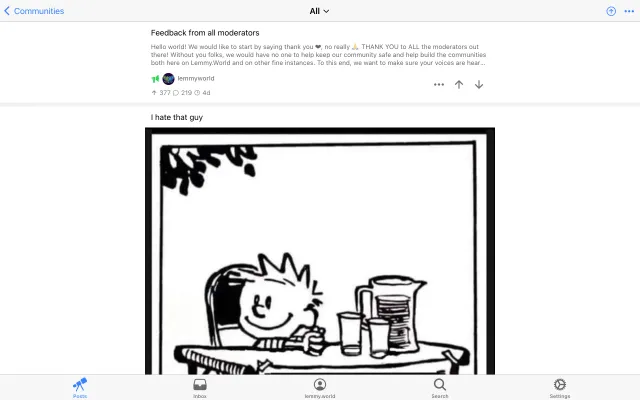 Communities
All
Feedback from all moderators
Hello world! We would like to start by saying thank you ❤, no really 🙏 THANK YOU to ALL the moderators out
there! Without you folks, we would have no one to help keep our community safe and help build the communities
both here on Lemmy.World and on other fine instances. To this end, we want to make sure your voices are hear...
lemmyworld
377 219 4d
I hate that guy
Posts Inbox lemmy.world Search Settings